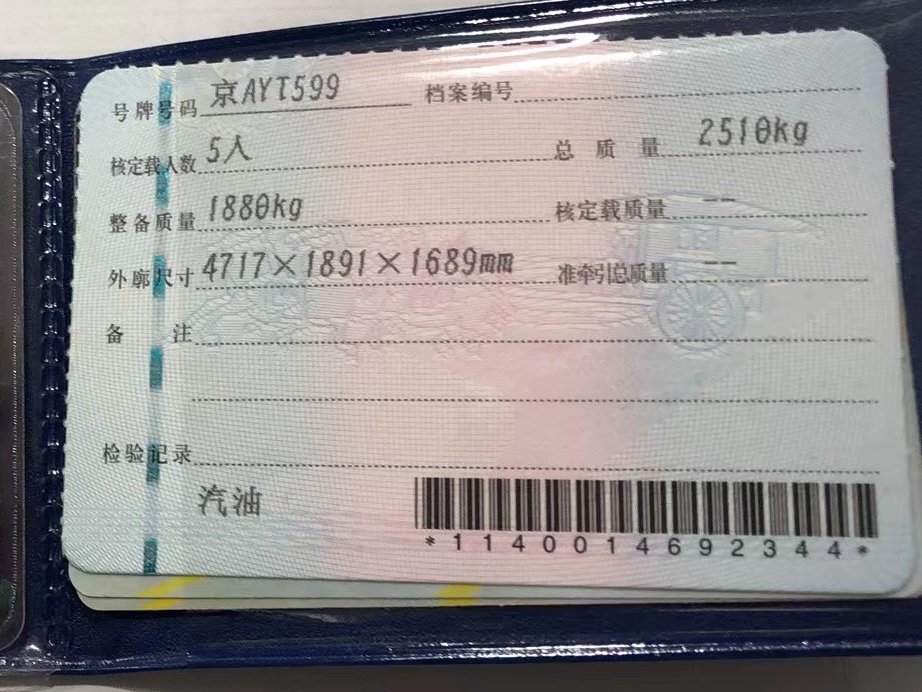 号牌号码 京AYT599 档案编号
核定载人数 5人 总质量 2510kg
整备质量 1880kg 核定载质量 --
外廓尺寸 4717×1891×1689mm 准牵引总质量 --
备注
检验记录
汽油
*1140014692344*